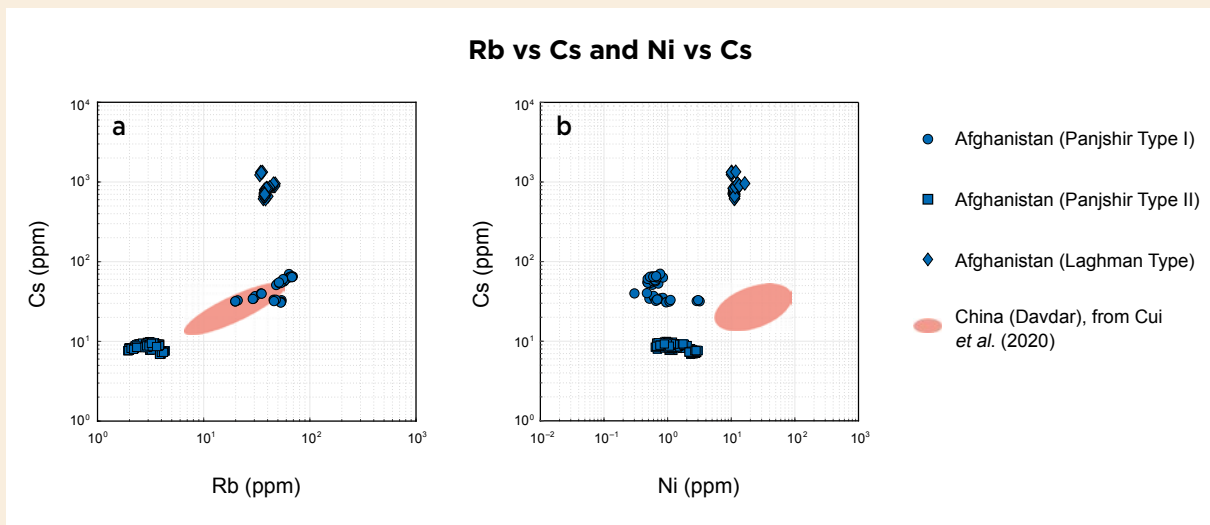 Rb vs Cs and Ni vs Cs
a
Cs (ppm)
10⁴
10³
10²
10¹
10⁰
10⁰
10¹
10²
10³
Rb (ppm)
b
Cs (ppm)
10⁴
10³
10²
10¹
10⁰
10⁻²
10⁻¹
10⁰
10¹
10²
10³
Ni (ppm)
Afghanistan (Panjshir Type I)
Afghanistan (Panjshir Type II)
Afghanistan (Laghman Type)
China (Davdar), from Cui
et al. (2020)